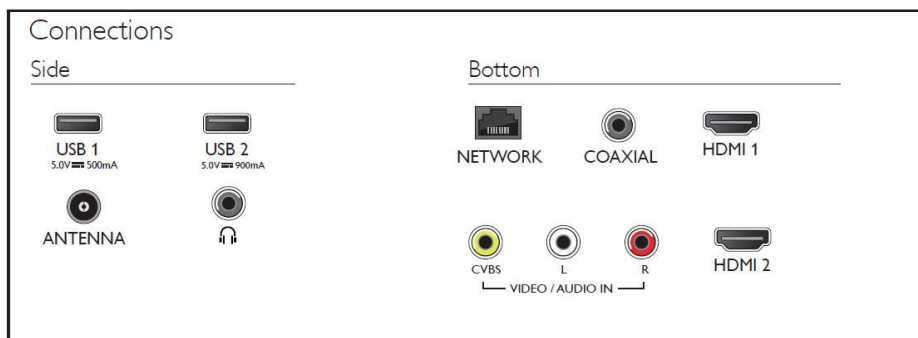 Connections
Side
USB 1
5.0V 500mA
USB 2
5.0V 900mA
ANTENNA
Bottom
NETWORK
COAXIAL
HDMI 1
CVBS
L
R
VIDEO / AUDIO IN
HDMI 2